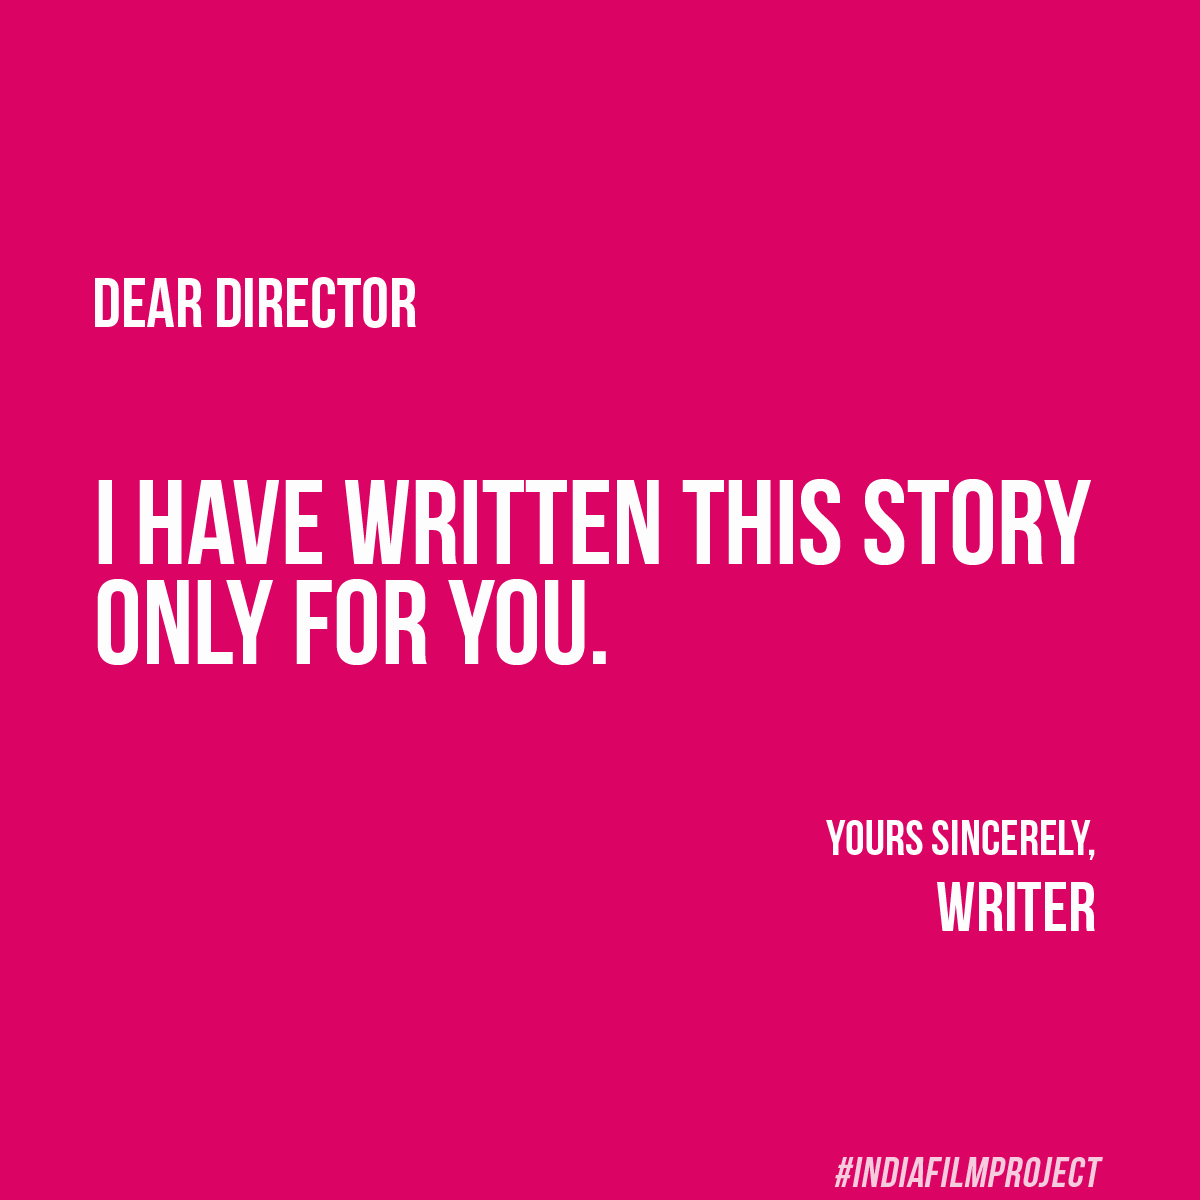 DEAR DIRECTOR
I HAVE WRITTEN THIS STORY
ONLY FOR YOU.
YOURS SINCERELY,
WRITER
#INDIAFILMPROJECT